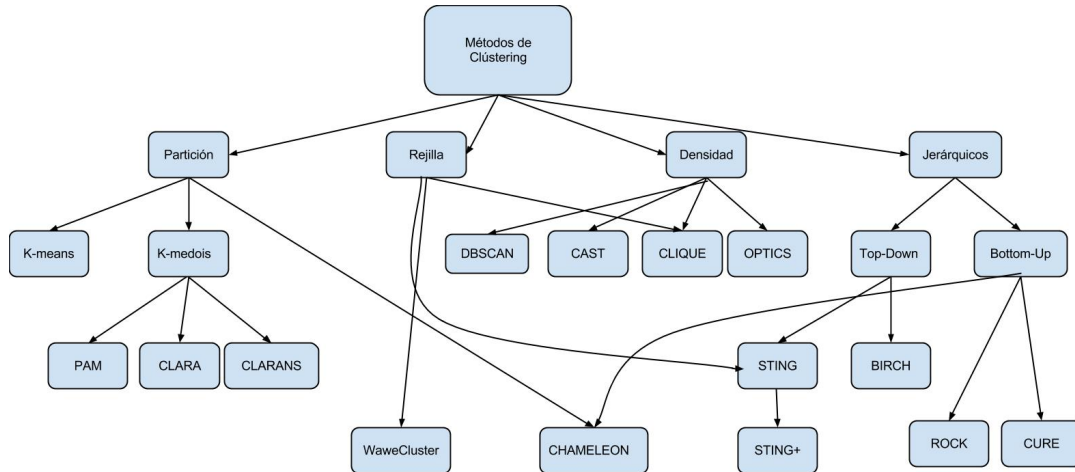 Métodos de
Clústering
Partición
Rejilla
Densidad
Jerárquicos
K-means
K-medois
DBSCAN
CAST
CLIQUE
OPTICS
Top-Down
Bottom-Up
PAM
CLARA
CLARANS
STING
BIRCH
WaweCluster
CHAMELEON
STING+
ROCK
CURE